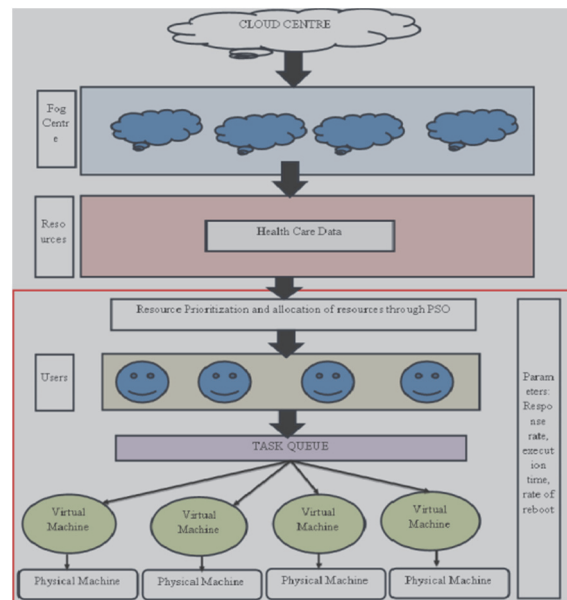 CLOUD CENTRE
Fog
Centr
e
Reso
urces
Health Care Data
Resource Prioritization and allocation of resources through PSO
Users
Param
eters:
Respon
se
rate,
execut
ion
time,
rate of
reboot
TASK QUEUE
Virtual
Machine
Virtual
Machine
Virtual
Machine
Virtual
Machine
Physical Machine
Physical Machine
Physical Machine
Physical Machine